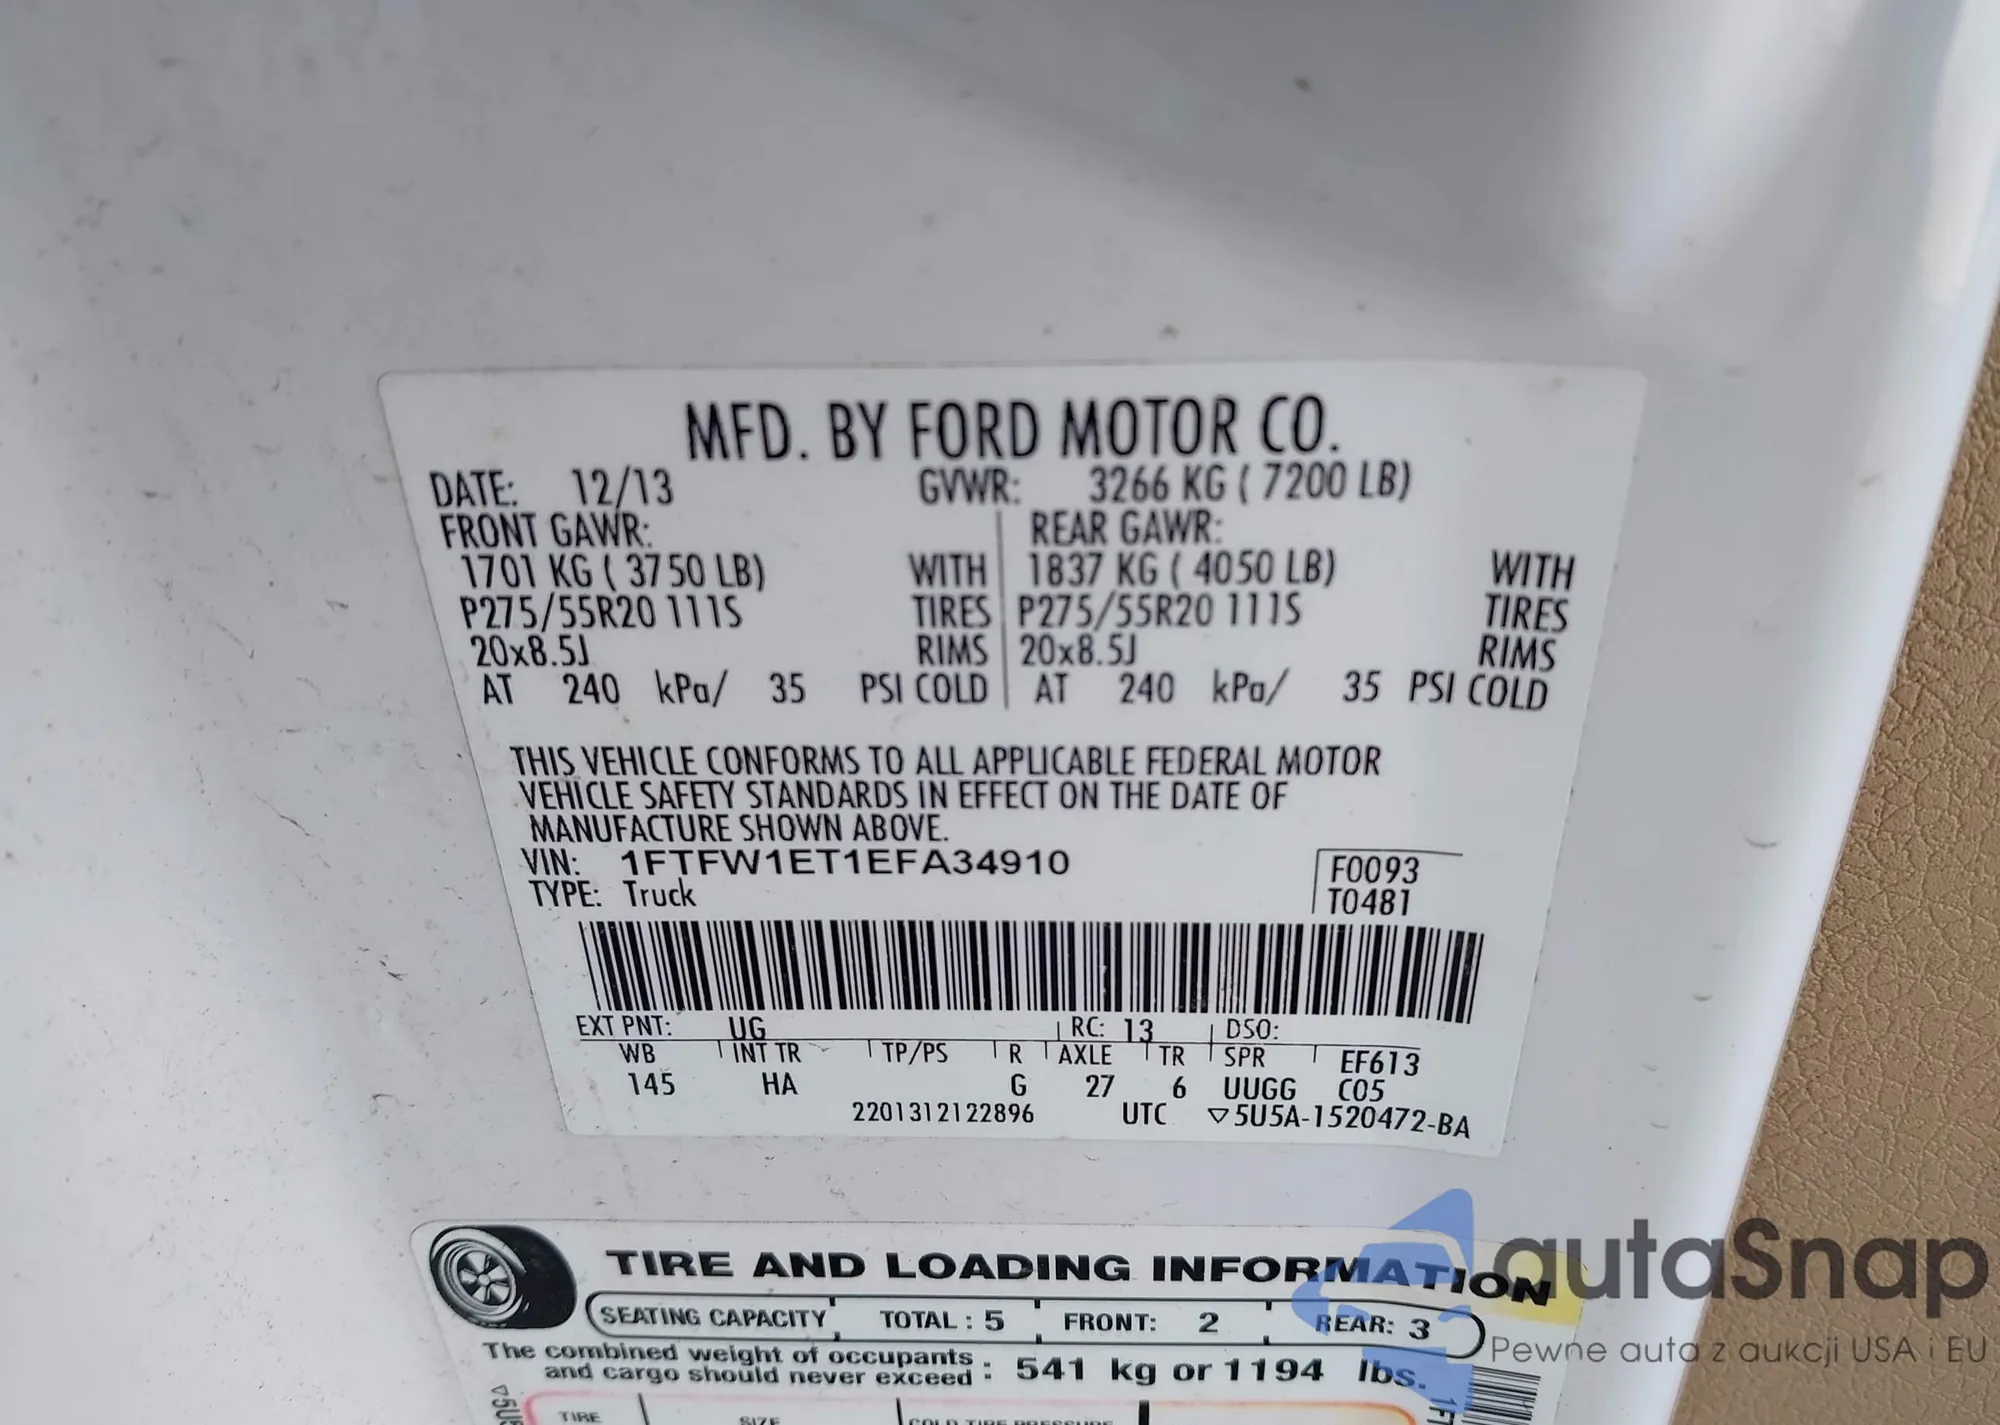 MFD. BY FORD MOTOR CO.
DATE: 12/13 GVWR: 3266 KG ( 7200 LB)
FRONT GAWR: REAR GAWR:
1701 KG ( 3750 LB) WITH 1837 KG ( 4050 LB) WITH
P275/55R20 111S TIRES P275/55R20 111S TIRES
20x8.5J RIMS 20x8.5J RIMS
AT 240 kPa/ 35 PSI COLD AT 240 kPa/ 35 PSI COLD
THIS VEHICLE CONFORMS TO ALL APPLICABLE FEDERAL MOTOR
VEHICLE SAFETY STANDARDS IN EFFECT ON THE DATE OF
MANUFACTURE SHOWN ABOVE.
VIN: 1FTFW1ET1EFA34910 F0093
TYPE: Truck T0481
EXT PNT: UG RC: 13 DSO:
WB INT TR TP/PS R AXLE TR SPR EF613
145 HA G 27 6 UUGG C05
2201312122896 UTC ▽5U5A-1520472-BA
TIRE AND LOADING INFORMATION
SEATING CAPACITY TOTAL : 5 FRONT: 2 REAR: 3
The combined weight of occupants
and cargo should never exceed : 541 kg or 1194 lbs.
TIRE SIZE COLD TIRE PRESSURE
autaSnap
Pewne auta z aukcji USA i EU